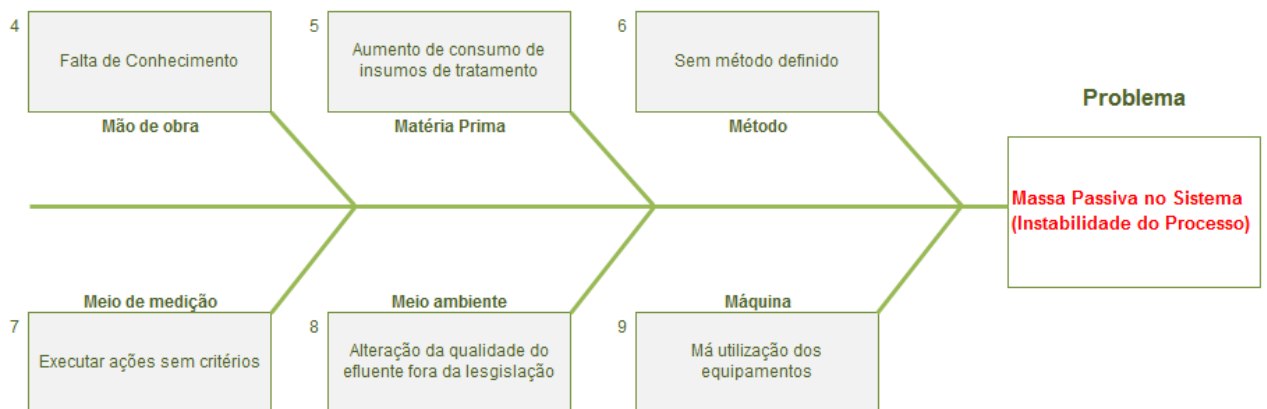 4
Falta de Conhecimento
Mão de obra
5
Aumento de consumo de
insumos de tratamento
Matéria Prima
6
Sem método definido
Método
Problema
Massa Passiva no Sistema
(Instabilidade do Processo)
Meio de medição
7
Executar ações sem critérios
Meio ambiente
8
Alteração da qualidade do
efluente fora da lesgislação
Máquina
9
Má utilização dos
equipamentos